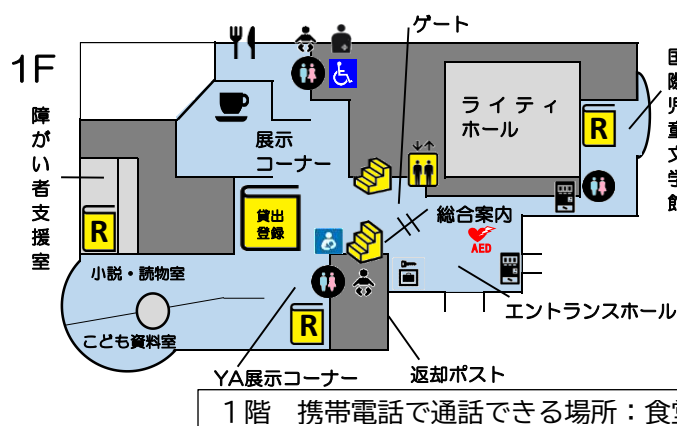 ゲート
1F
国際児童文学館
障がい者支援室
ライティ
ホール
R
展示
コーナー
総合案内
AED
貸出
登録
R
小説・読物室
こども資料室
R
エントランスホール
YA展示コーナー
返却ポスト
1階 携帯電話で通話できる場所：食堂